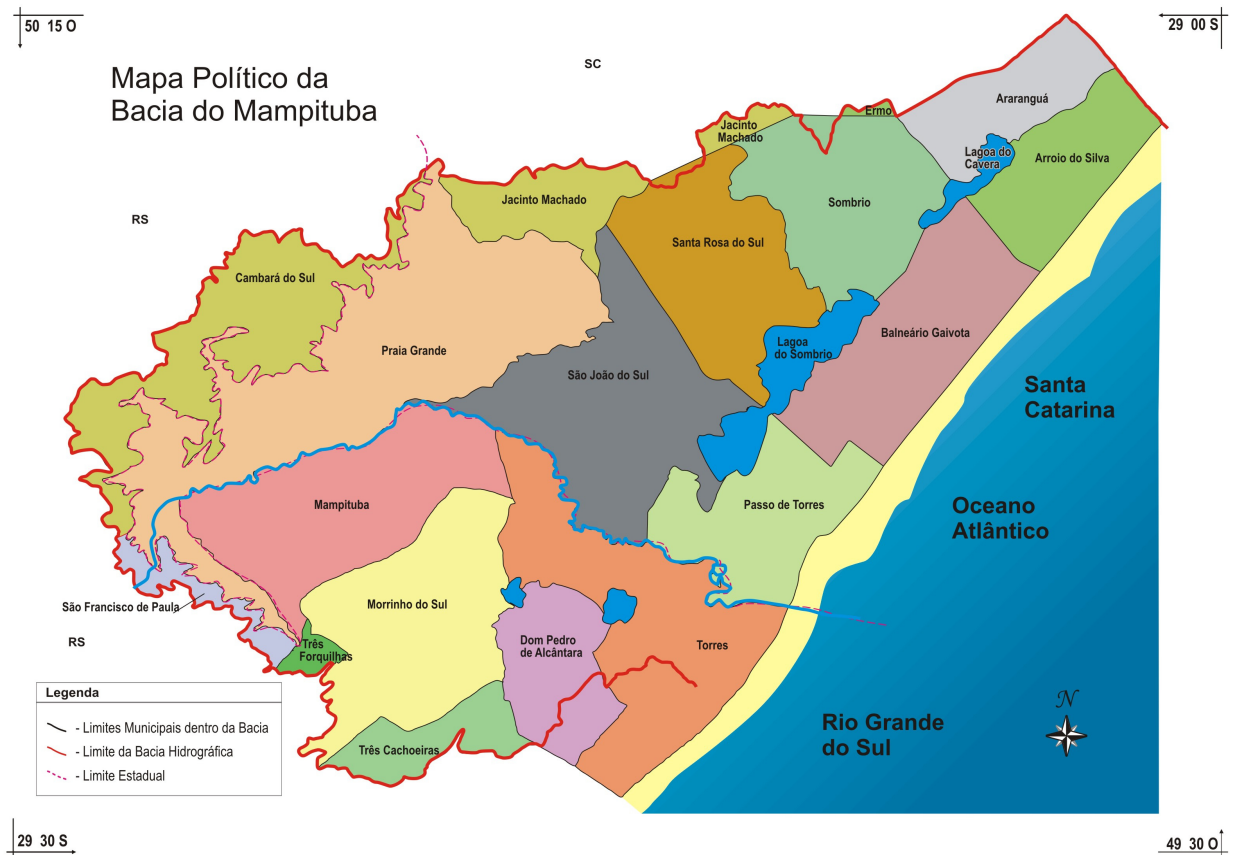 50 15 O
29 00 S
Mapa Político da
Bacia do Mampituba
SC
Araranguá
Ermo
Jacinto
Machado
Lagoa do
Cavera
Arroio do Silva
Jacinto Machado
Sombrio
RS
Santa Rosa do Sul
Cambará do Sul
Balneário Gaivota
Praia Grande
Lagoa
do Sombrio
São João do Sul
Santa
Catarina
Mampituba
Passo de Torres
Oceano
Atlântico
São Francisco de Paula
Morrinho do Sul
RS
Três
Forquilhas
Dom Pedro
de Alcântara
Torres
Legenda
- Limites Municipais dentro da Bacia
- Limite da Bacia Hidrográfica
- Limite Estadual
Três Cachoeiras
Rio Grande
do Sul
N
29 30 S
49 30 O